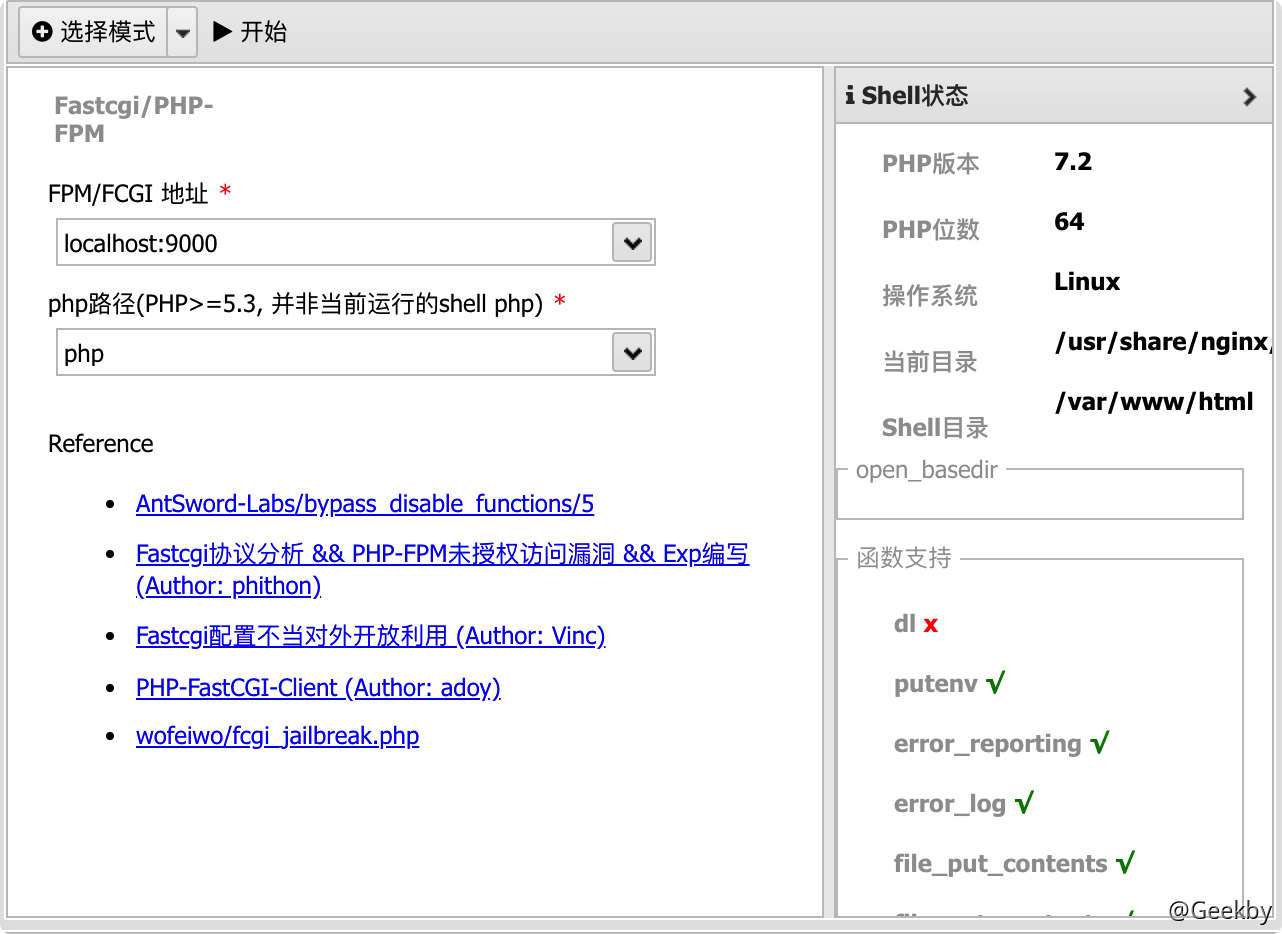 选择模式 开始
Fastcgi/PHP-
FPM
FPM/FCGI 地址 *
localhost:9000
php路径(PHP>=5.3, 并非当前运行的shell php) *
php
Reference
AntSword-Labs/bypass_disable_functions/5
Fastcgi协议分析 && PHP-FPM未授权访问漏洞 && Exp编写
(Author: phithon)
Fastcgi配置不当对外开放利用 (Author: Vinc)
PHP-FastCGI-Client (Author: adoy)
wofeiwo/fcgi_jailbreak.php
Shell状态
PHP版本 7.2
PHP位数 64
操作系统 Linux
当前目录 /usr/share/nginx/
Shell目录 /var/www/html
open_basedir
函数支持
dl x
putenv √
error_reporting √
error_log √
file_put_contents √
@Geekby